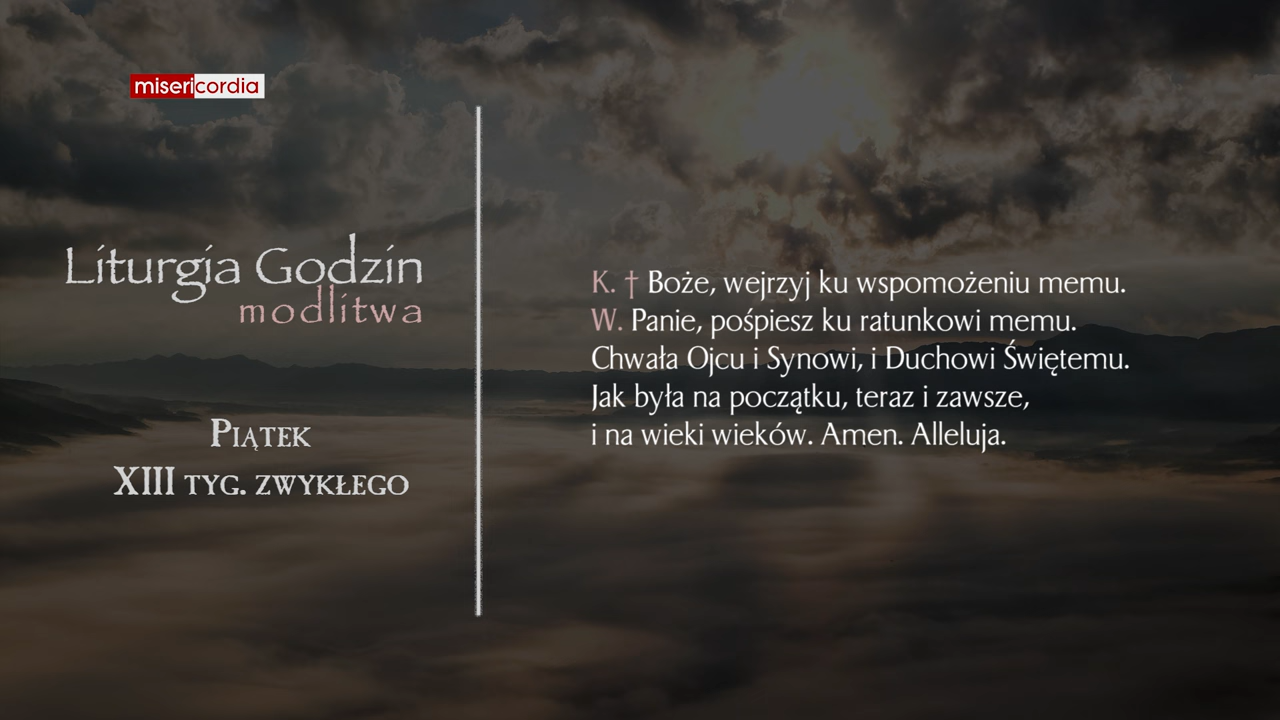 misericordia
Liturgia Godzin
modlitwa
Piątek
XIII tyg. zwykłego
K. † Boże, wejrzyj ku wspomożeniu memu.
W. Panie, pośpiesz ku ratunkowi memu.
Chwała Ojcu i Synowi, i Duchowi Świętemu.
Jak była na początku, teraz i zawsze,
i na wieki wieków. Amen. Alleluja.